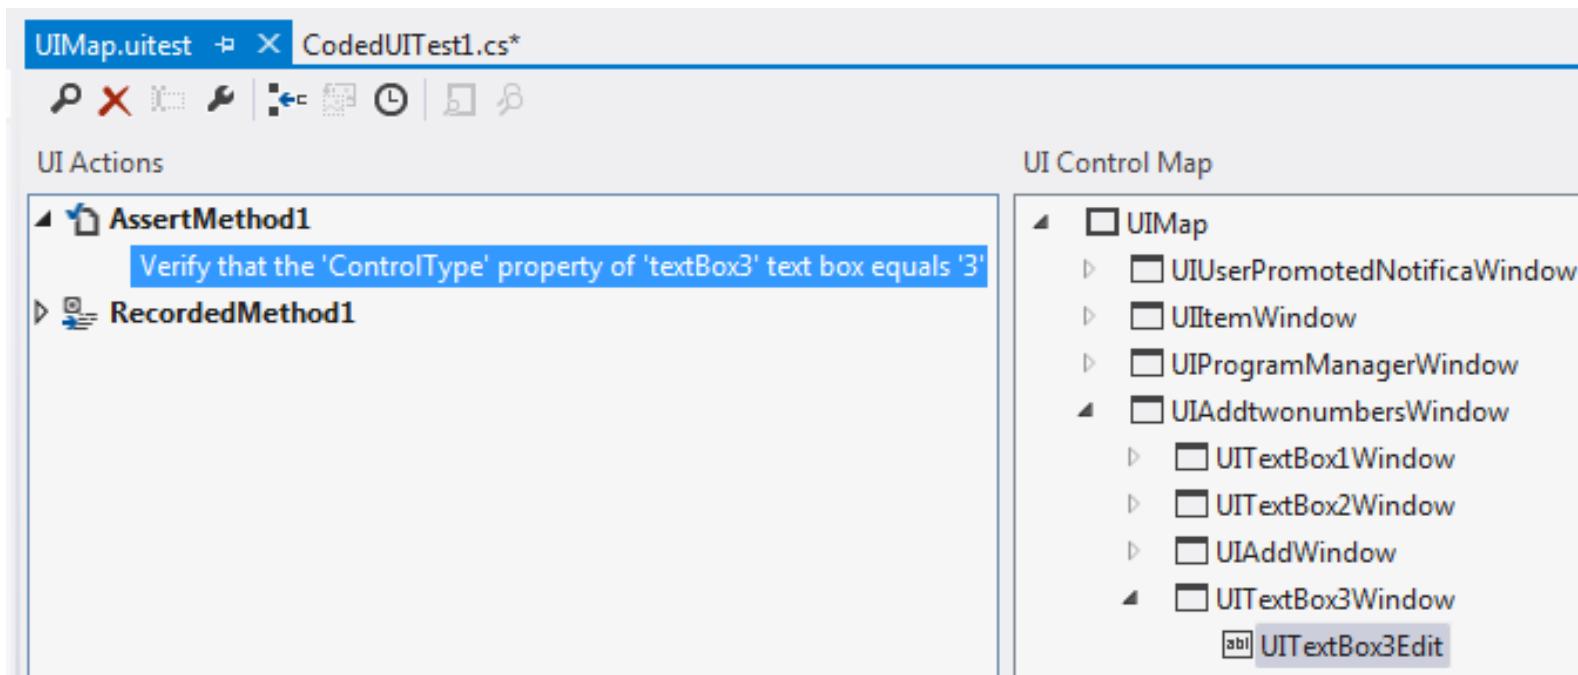 UIMap.uitest CodedUITest1.cs*
UI Actions
AssertMethod1
Verify that the 'ControlType' property of 'textBox3' text box equals '3'
RecordedMethod1
UI Control Map
UIMap
UIUserPromotedNotificaWindow
UIItemWindow
UIProgramManagerWindow
UIAddtwonumbersWindow
UITextBox1Window
UITextBox2Window
UIAddWindow
UITextBox3Window
abl UITextBox3Edit